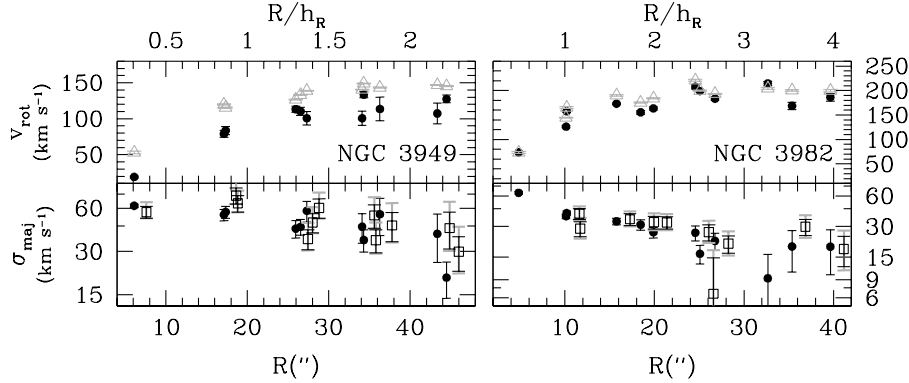 R/h_R R/h_R
0.5 1 1.5 2 1 2 3 4
V_rot (km s⁻¹)
150
100
50
NGC 3949
250
200
150
100
50
NGC 3982
σ_maj (km s⁻¹)
60
30
15
60
30
15
9
6
10 20 30 40 10 20 30 40
R(″) R(″)